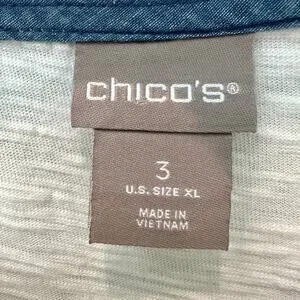 chico's®
3
U.S. SIZE XL
MADE IN
VIETNAM